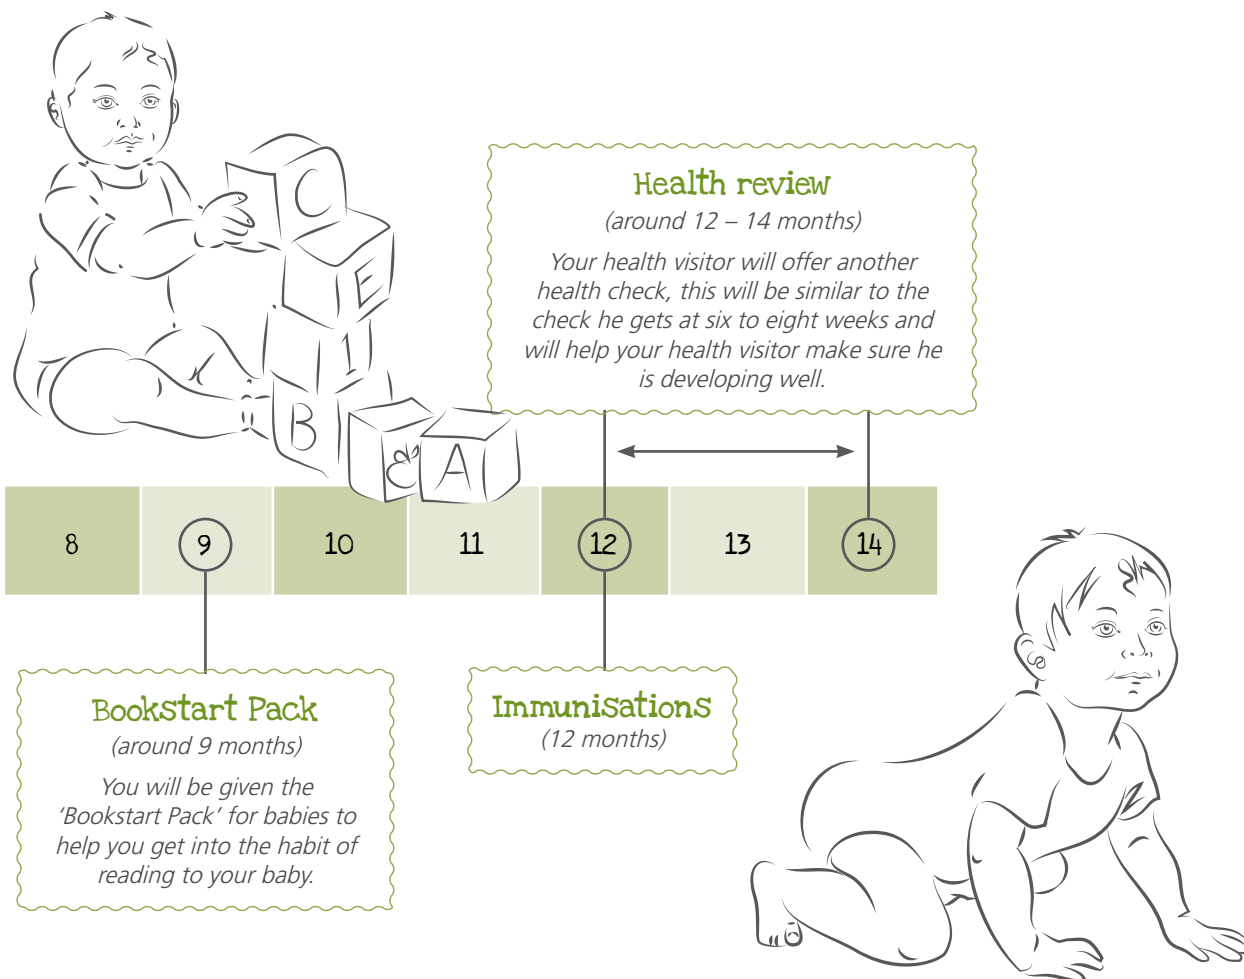 C
E
B
A
Health review
(around 12 – 14 months)
Your health visitor will offer another
health check, this will be similar to the
check he gets at six to eight weeks and
will help your health visitor make sure he
is developing well.
8 9 10 11 12 13 14
Bookstart Pack
(around 9 months)
You will be given the
‘Bookstart Pack’ for babies to
help you get into the habit of
reading to your baby.
Immunisations
(12 months)